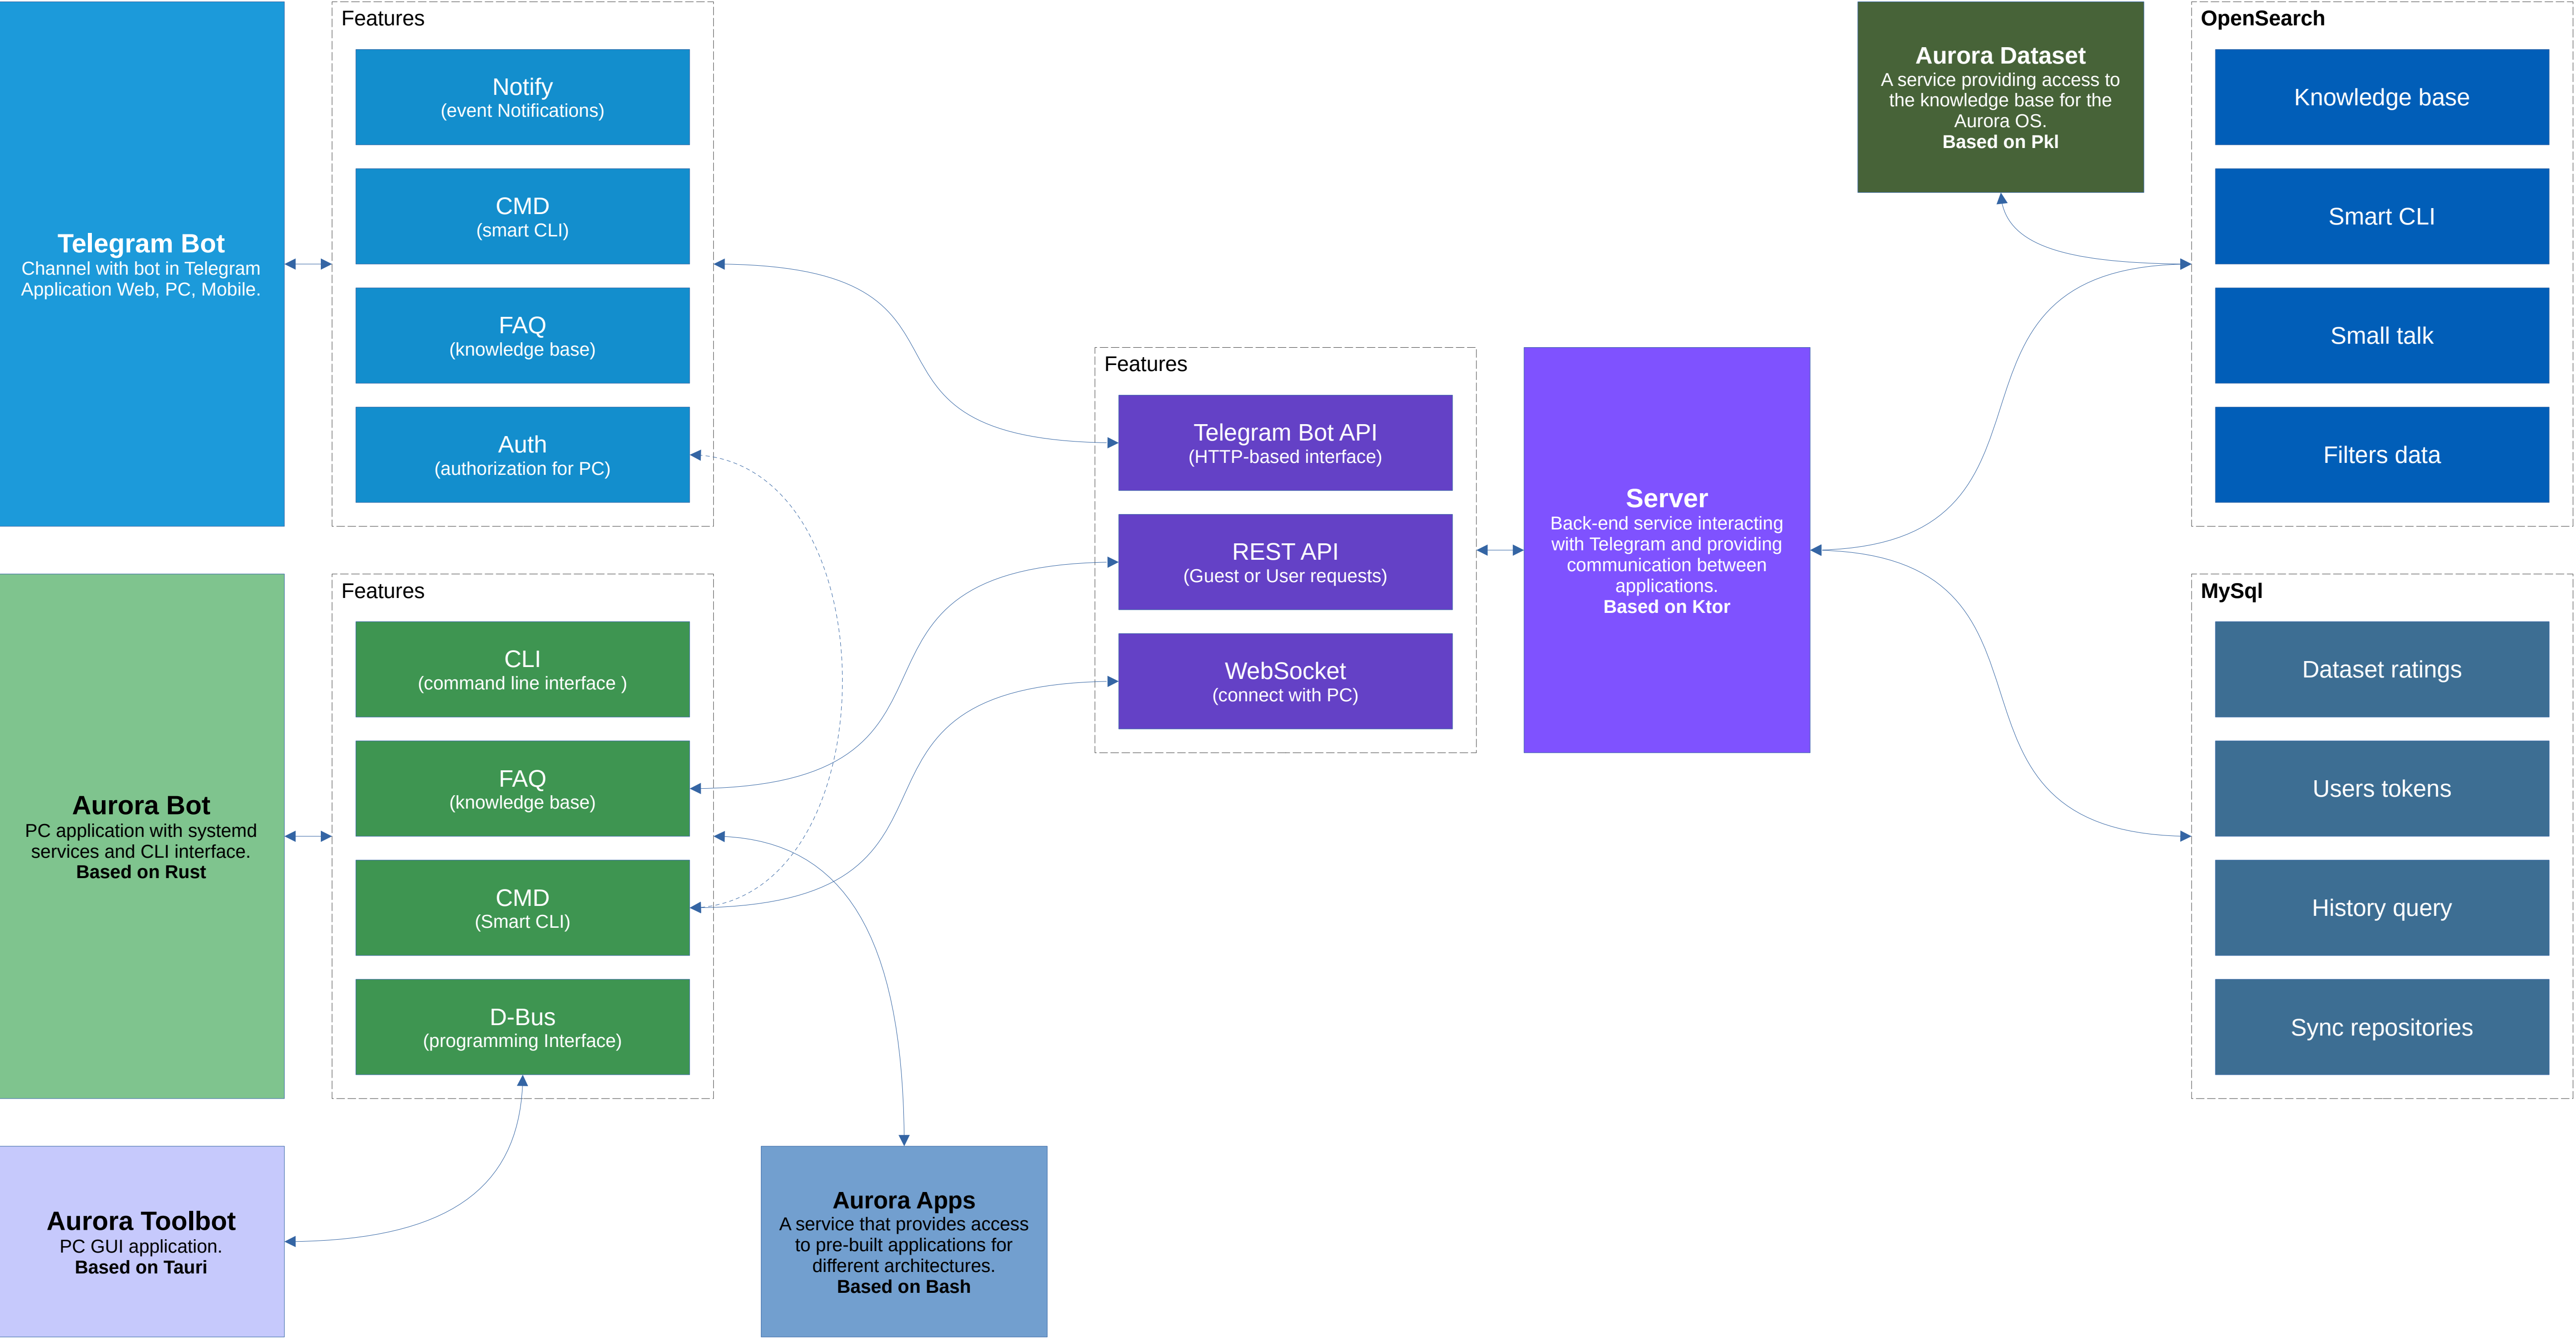 Telegram Bot
Channel with bot in Telegram
Application Web, PC, Mobile.
Features
Notify
(event Notifications)
CMD
(smart CLI)
FAQ
(knowledge base)
Auth
(authorization for PC)
Aurora Bot
PC application with systemd
services and CLI interface.
Based on Rust
Features
CLI
(command line interface )
FAQ
(knowledge base)
CMD
(Smart CLI)
D-Bus
(programming Interface)
Aurora Toolbot
PC GUI application.
Based on Tauri
Aurora Apps
A service that provides access
to pre-built applications for
different architectures.
Based on Bash
Features
Telegram Bot API
(HTTP-based interface)
REST API
(Guest or User requests)
WebSocket
(connect with PC)
Server
Back-end service interacting
with Telegram and providing
communication between
applications.
Based on Ktor
Aurora Dataset
A service providing access to
the knowledge base for the
Aurora OS.
Based on Pkl
OpenSearch
Knowledge base
Smart CLI
Small talk
Filters data
MySql
Dataset ratings
Users tokens
History query
Sync repositories